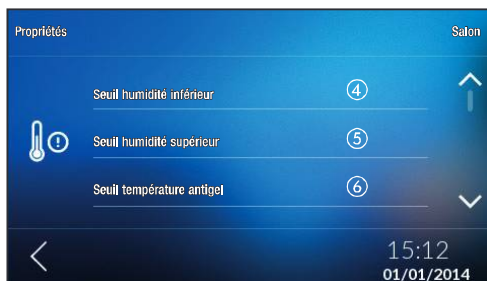 Propriétés
Salon
Seuil humidité inférieur ④
Seuil humidité supérieur ⑤
Seuil température antigel ⑥
15:12
01/01/2014